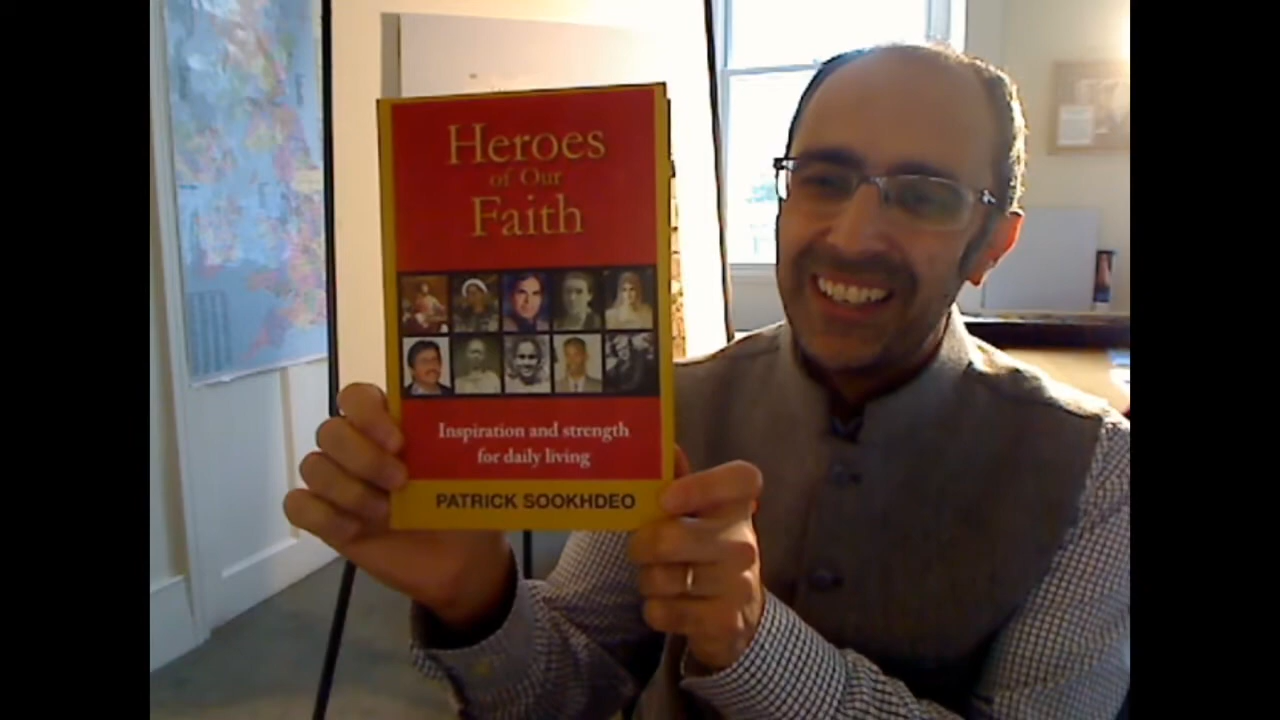 Heroes
of Our
Faith
Inspiration and strength
for daily living
PATRICK SOOKHDEO